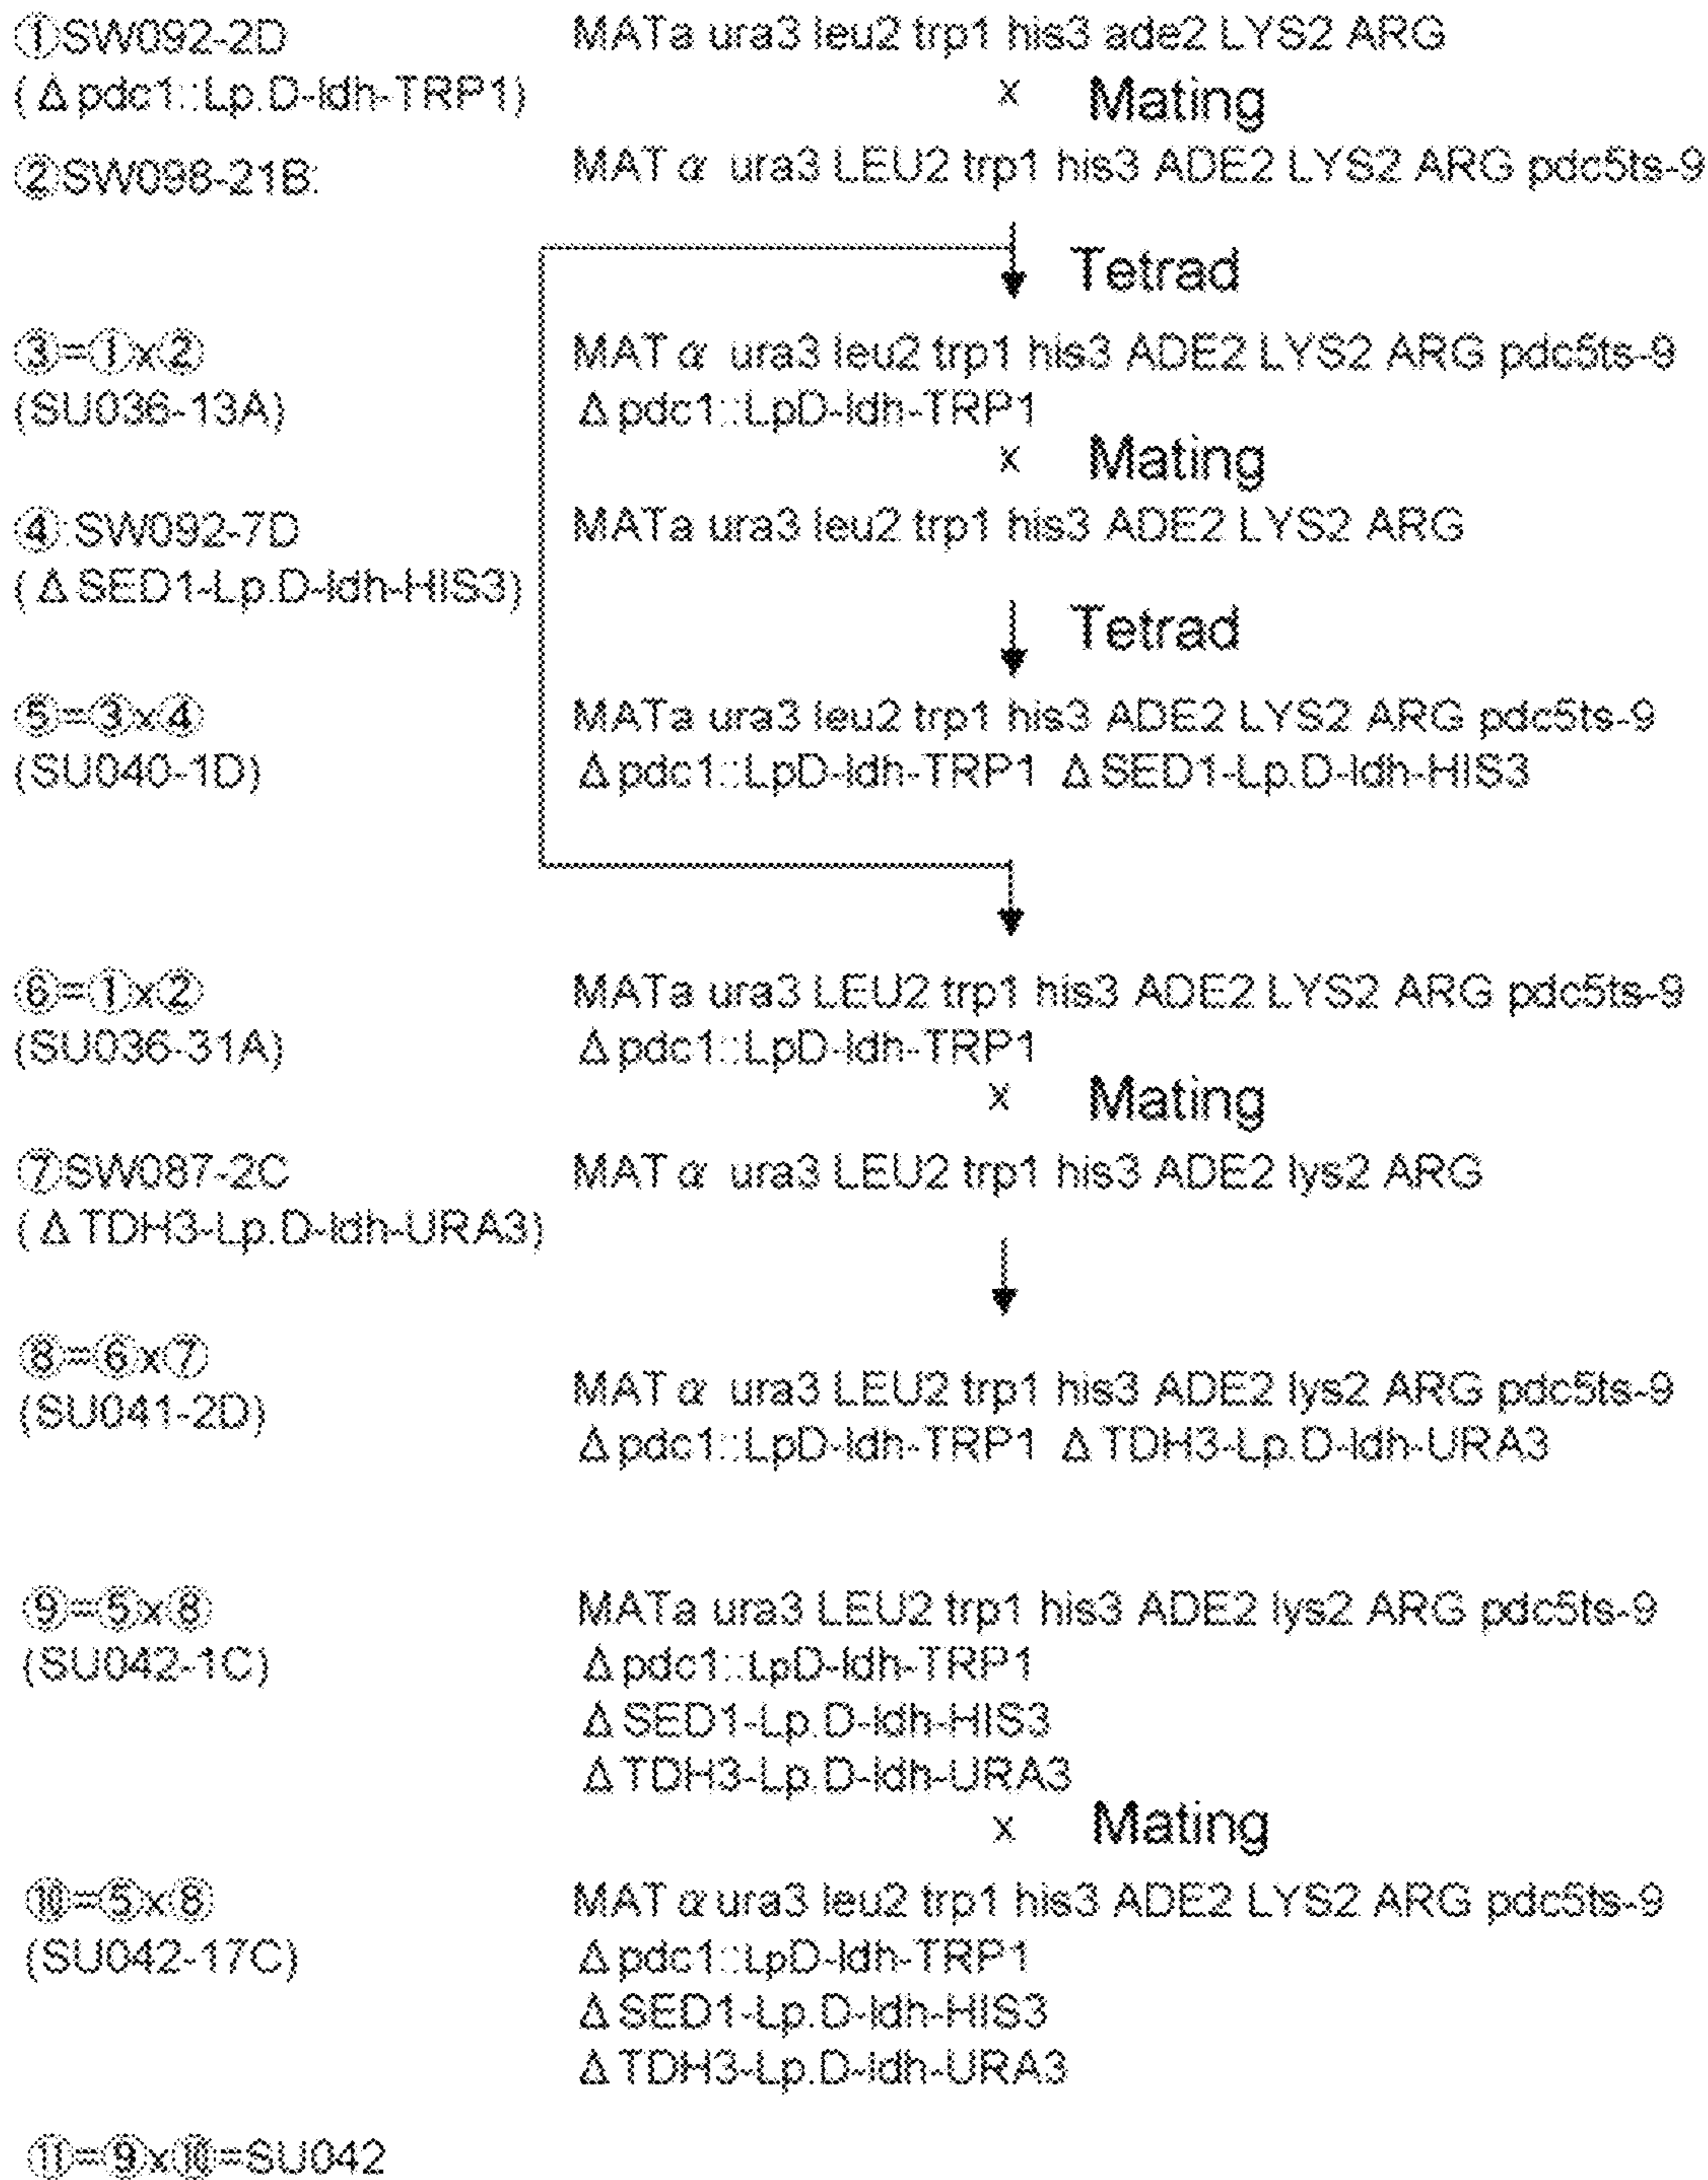 ①SW092-2D MATa ura3 leu2 trp1 his3 ade2 LYS2 ARG
(Δpdc1::Lp.D-ldh-TRP1) x Mating
②SW098-21B: MAT α ura3 LEU2 trp1 his3 ADE2 LYS2 ARG pdc5ts-9
Tetrad
③=①x② MAT α ura3 leu2 trp1 his3 ADE2 LYS2 ARG pdc5ts-9
(SU036-13A) Δpdc1::LpD-ldh-TRP1
x Mating
④:SW092-7D MATa ura3 leu2 trp1 his3 ADE2 LYS2 ARG
(ΔSED1-Lp.D-ldh-HIS3)
Tetrad
⑤=③x④ MATa ura3 leu2 trp1 his3 ADE2 LYS2 ARG pdc5ts-9
(SU040-1D) Δpdc1::LpD-ldh-TRP1 ΔSED1-Lp.D-ldh-HIS3
⑥=①x② MATa ura3 LEU2 trp1 his3 ADE2 LYS2 ARG pdc5ts-9
(SU036-31A) Δpdc1::LpD-ldh-TRP1
x Mating
⑦SW087-2C MAT α ura3 LEU2 trp1 his3 ADE2 lys2 ARG
(ΔTDH3-Lp.D-ldh-URA3)
⑧=⑥x⑦
(SU041-2D) MAT α ura3 LEU2 trp1 his3 ADE2 lys2 ARG pdc5ts-9
Δpdc1::LpD-ldh-TRP1 ΔTDH3-Lp.D-ldh-URA3
⑨=⑤x⑧ MATa ura3 LEU2 trp1 his3 ADE2 lys2 ARG pdc5ts-9
(SU042-1C) Δpdc1::LpD-ldh-TRP1
ΔSED1-Lp.D-ldh-HIS3
ΔTDH3-Lp.D-ldh-URA3
x Mating
⑩=⑤x⑧ MAT α ura3 leu2 trp1 his3 ADE2 LYS2 ARG pdc5ts-9
(SU042-17C) Δpdc1::LpD-ldh-TRP1
ΔSED1-Lp.D-ldh-HIS3
ΔTDH3-Lp.D-ldh-URA3
⑪=⑨x⑩=SU042